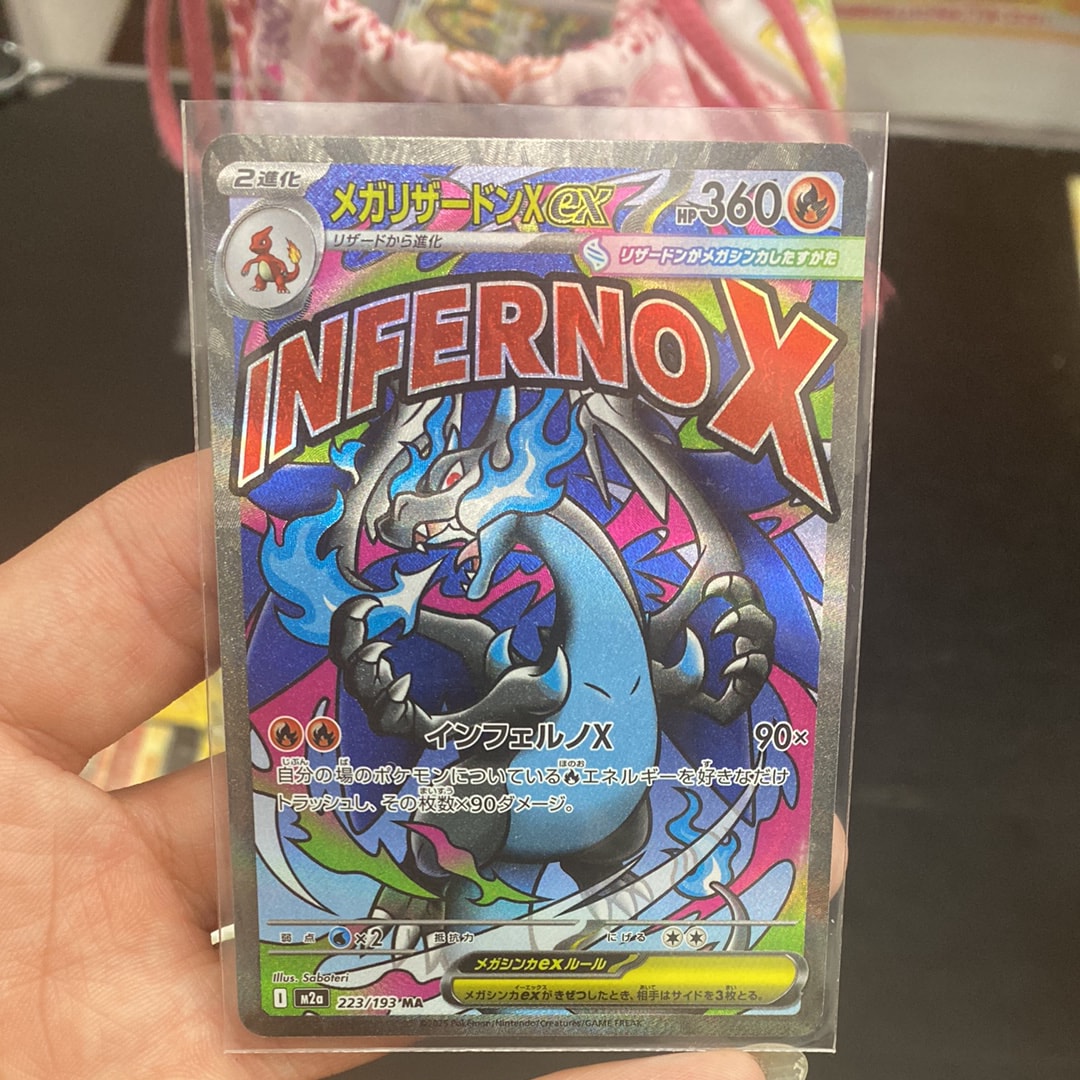 2進化
メガリザードンXex HP360
リザードから進化
リザードンがメガシンカしたすがた
INFERNO X
インフェルノX 90×
自分の場のポケモンについている エネルギーを好きなだけ
トラッシュし、その枚数×90ダメージ。
弱点 ×2 抵抗力 にげる
メガシンカexルール
メガシンカexがきぜつしたとき、相手はサイドを3枚とる。
Illus. Saboteri
I m2a 223/193 MA
©2025 Pokémon/Nintendo/Creatures/GAME FREAK